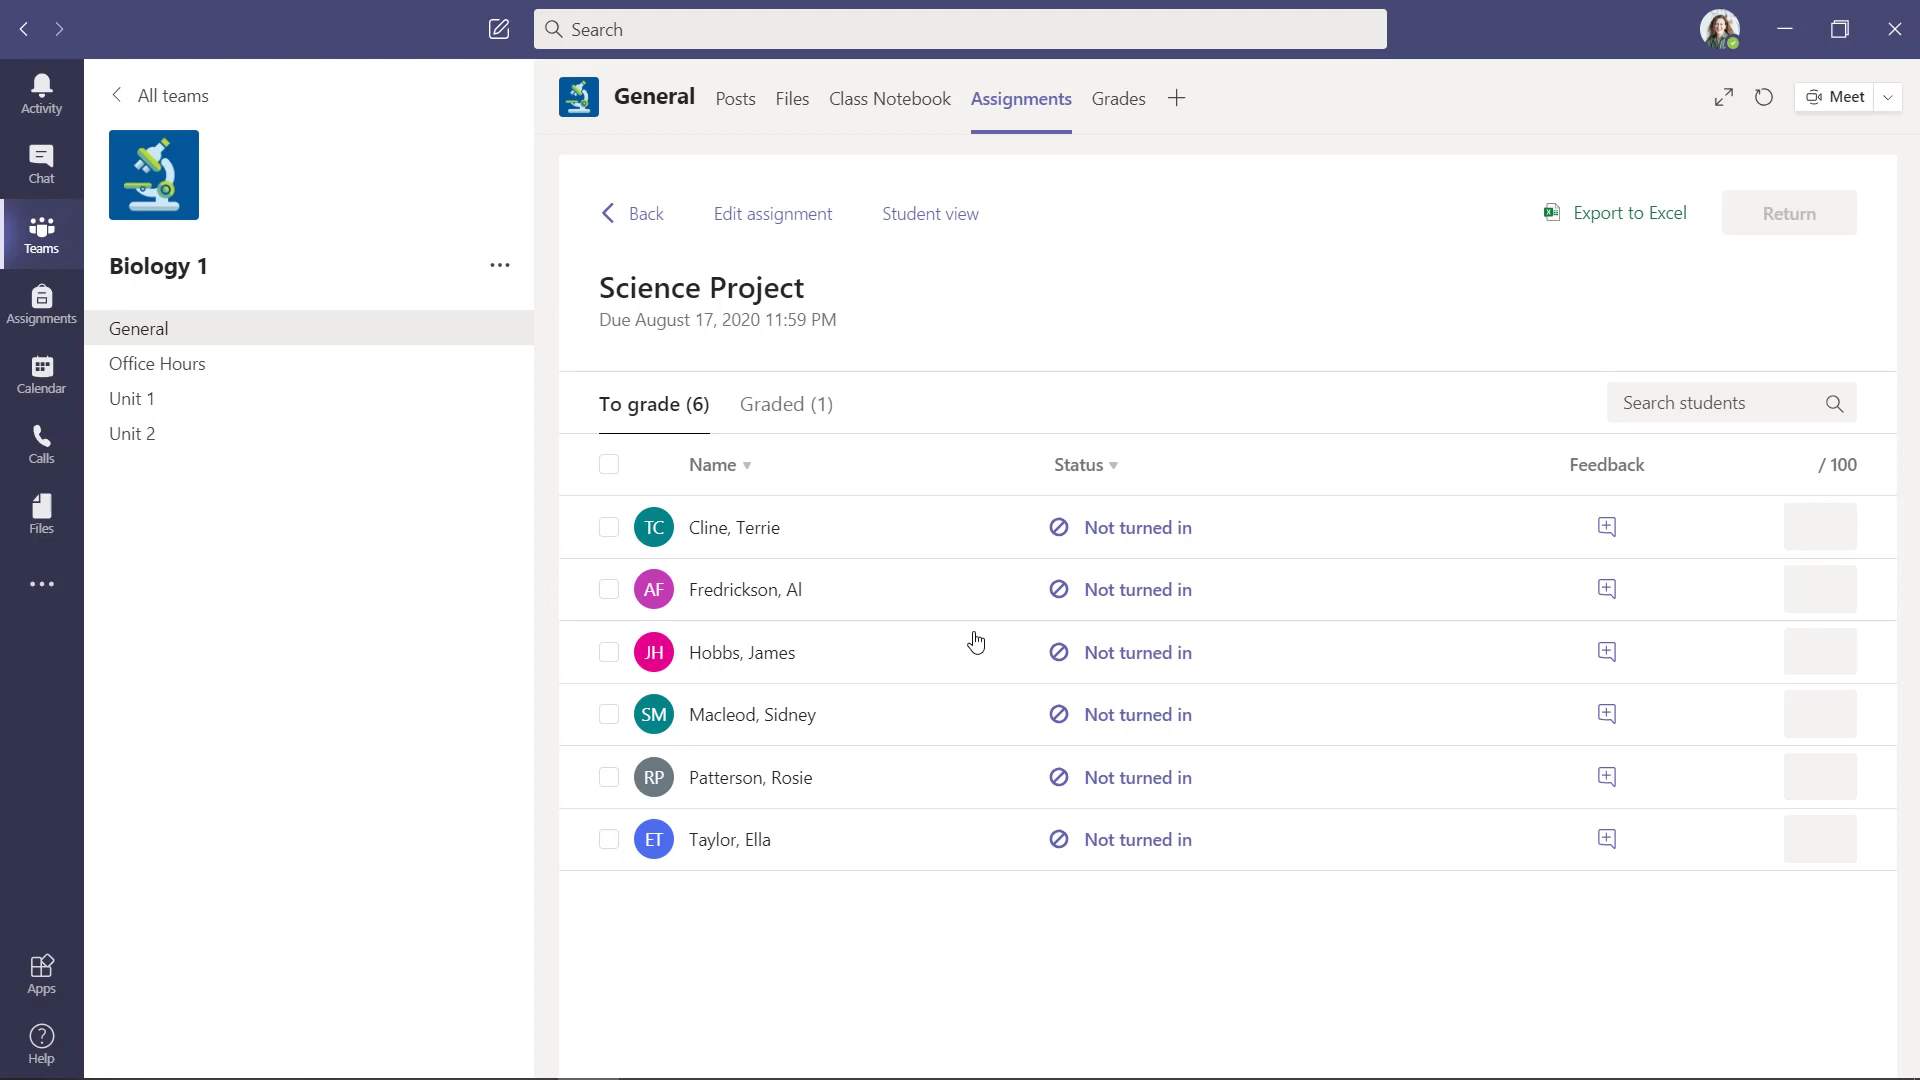 Search
Activity
Chat
Teams
Assignments
Calendar
Calls
Files
Apps
Help
All teams
Biology 1
General
Office Hours
Unit 1
Unit 2
General Posts Files Class Notebook Assignments Grades Meet
Back Edit assignment Student view Export to Excel Return
Science Project
Due August 17, 2020 11:59 PM
To grade (6) Graded (1) Search students
Name Status Feedback / 100
TC Cline, Terrie Not turned in
AF Fredrickson, Al Not turned in
JH Hobbs, James Not turned in
SM Macleod, Sidney Not turned in
RP Patterson, Rosie Not turned in
ET Taylor, Ella Not turned in